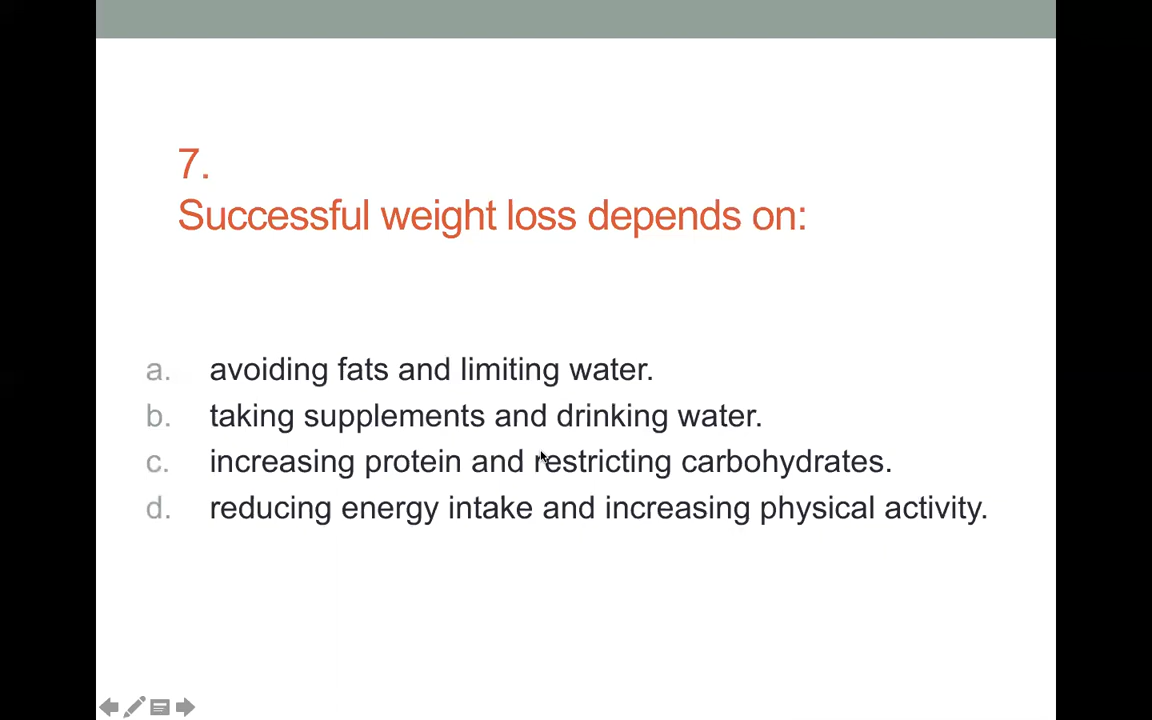 7.
Successful weight loss depends on:
a. avoiding fats and limiting water.
b. taking supplements and drinking water.
c. increasing protein and restricting carbohydrates.
d. reducing energy intake and increasing physical activity.